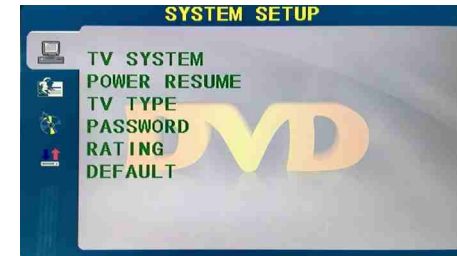 SYSTEM SETUP
TV SYSTEM
POWER RESUME
TV TYPE
PASSWORD
RATING
DEFAULT
DVD